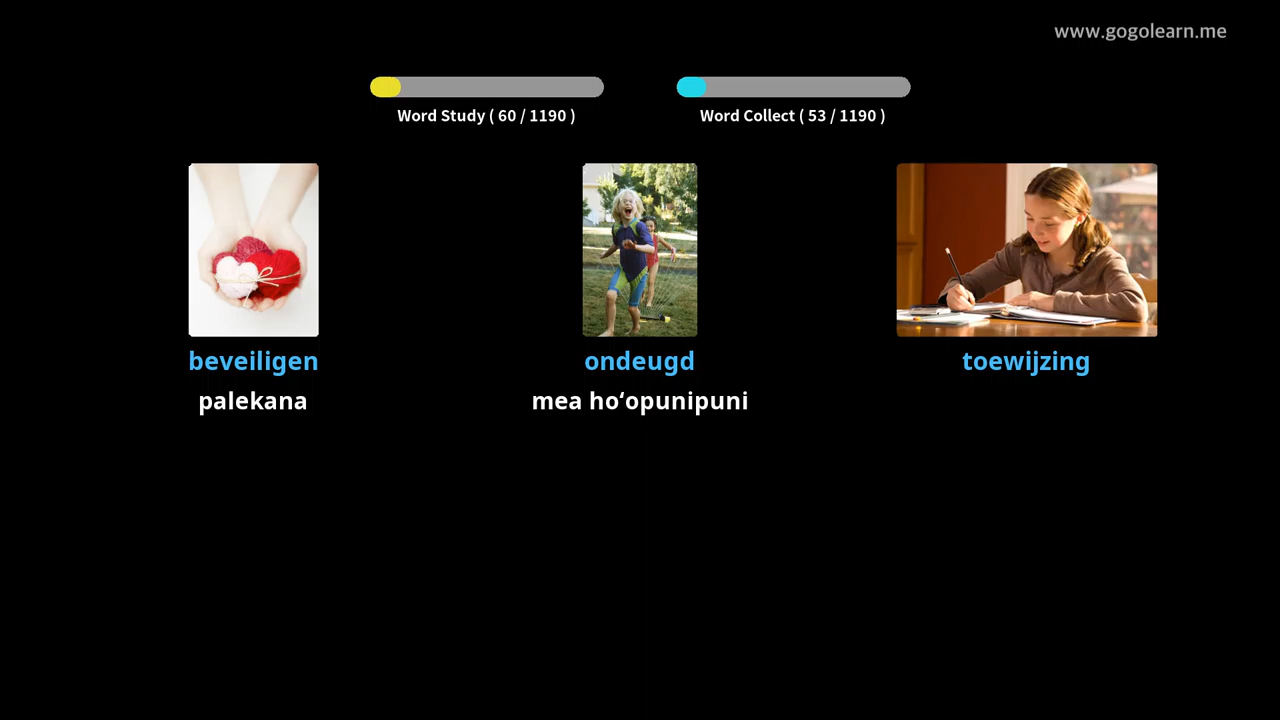 www.gogolearn.me
Word Study ( 60 / 1190 )
Word Collect ( 53 / 1190 )
beveiligen
ondeugd
toewijzing
palekana
mea hoʻopunipuni